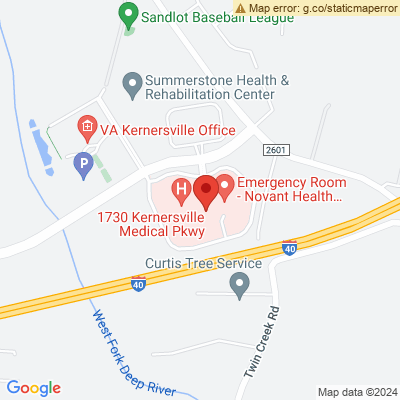 Map error: g.co/staticmaperror
Sandlot Baseball League
Summerstone Health &
Rehabilitation Center
VA Kernersville Office
2601
P
H
Emergency Room
- Novant Health...
1730 Kernersville
Medical Pkwy
40
Curtis Tree Service
40
West Fork Deep River
Twin Creek Rd
Google
Map data ©2024